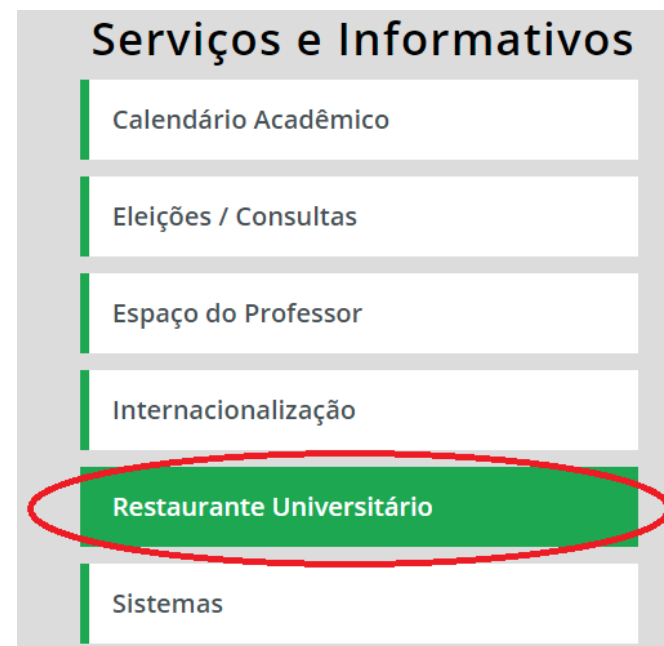 Serviços e Informativos
Calendário Acadêmico
Eleições / Consultas
Espaço do Professor
Internacionalização
Restaurante Universitário
Sistemas